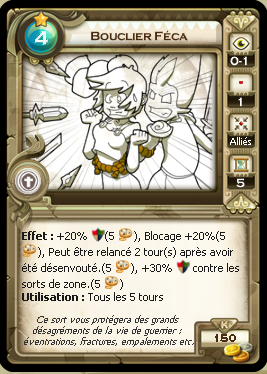 4
Bouclier Féca
0-1
1
Alliés
5
Effet : +20% (5 ), Blocage +20%(5
), Peut être relancé 2 tour(s) après avoir
été désenvouté.(5 ), +30% contre les
sorts de zone.(5 )
Utilisation : Tous les 5 tours
Ce sort vous protégera des grands
désagréments de la vie de guerrier :
éventrations, fractures, empalements etc.
K
150